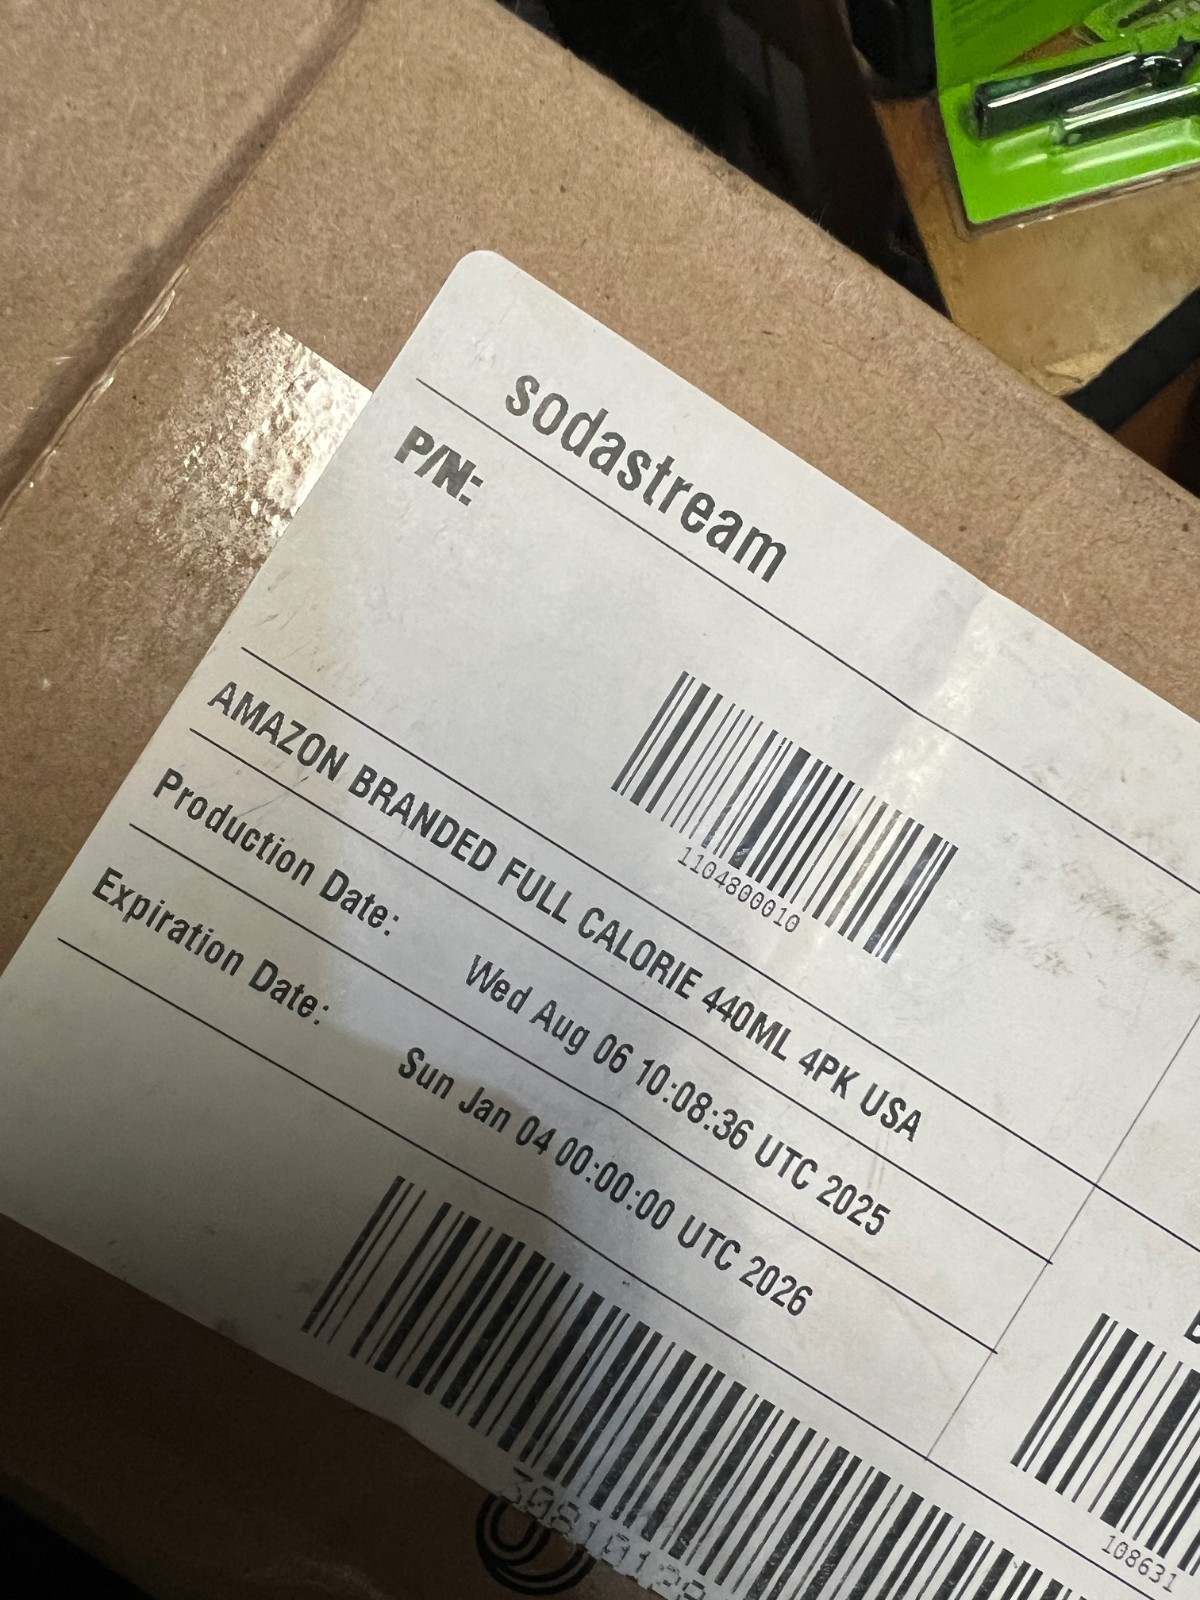 sodastream
P/N:
1104800010
AMAZON BRANDED FULL CALORIE 440ML 4PK USA
Production Date:
Wed Aug 06 10:08:36 UTC 2025
Expiration Date:
Sun Jan 04 00:00:00 UTC 2026
108631